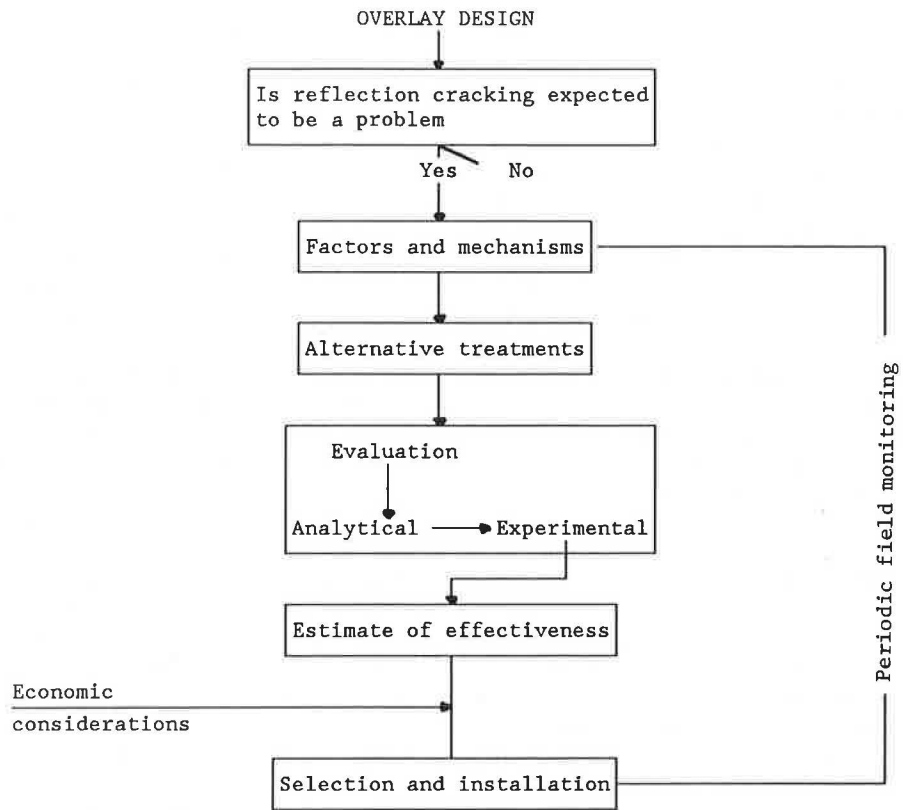 OVERLAY DESIGN
Is reflection cracking expected
to be a problem
Yes No
Factors and mechanisms
Alternative treatments
Evaluation
Analytical Experimental
Estimate of effectiveness
Economic
considerations
Selection and installation
Periodic field monitoring